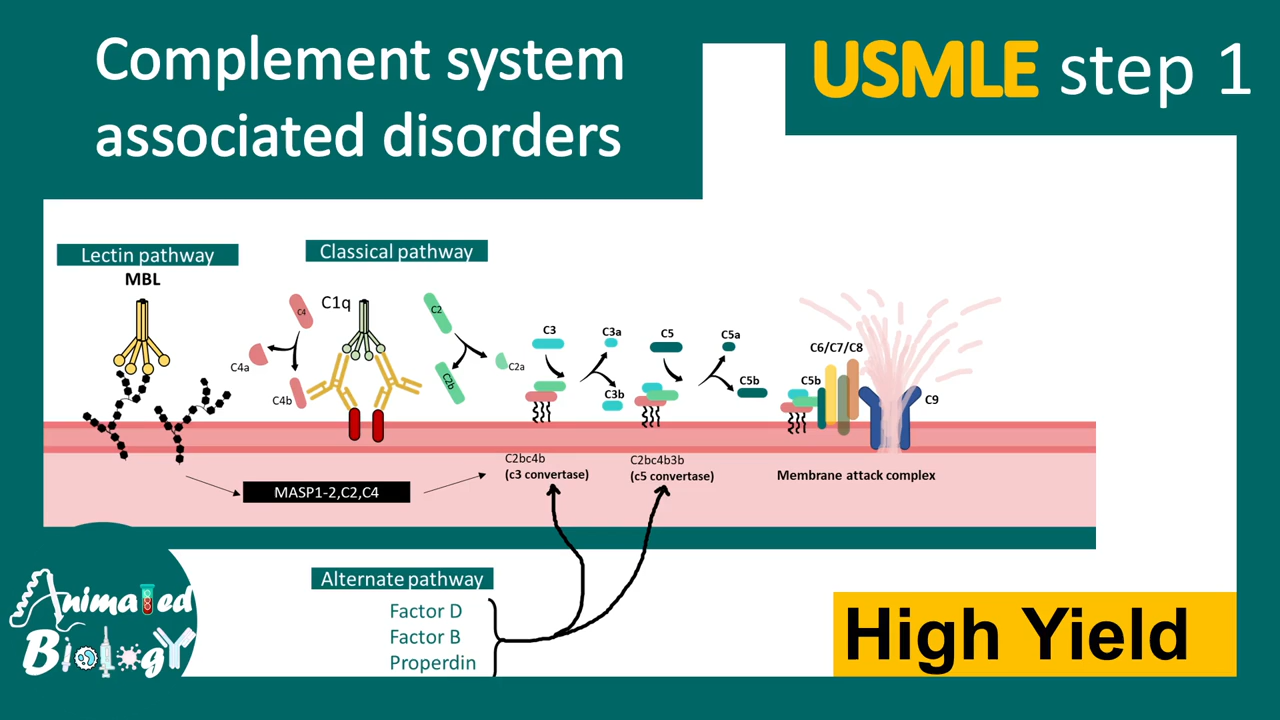 Complement system
associated disorders
USMLE step 1
Lectin pathway
MBL
Classical pathway
C4
C4a
C4b
C1q
C2
C2b
C2a
C3
C3a
C3b
C5
C5a
C5b
C6/C7/C8
C5b
C9
C2bc4b
(c3 convertase)
C2bc4b3b
(c5 convertase)
Membrane attack complex
MASP1-2,C2,C4
Alternate pathway
Factor D
Factor B
Properdin
Animated
Biology
High Yield